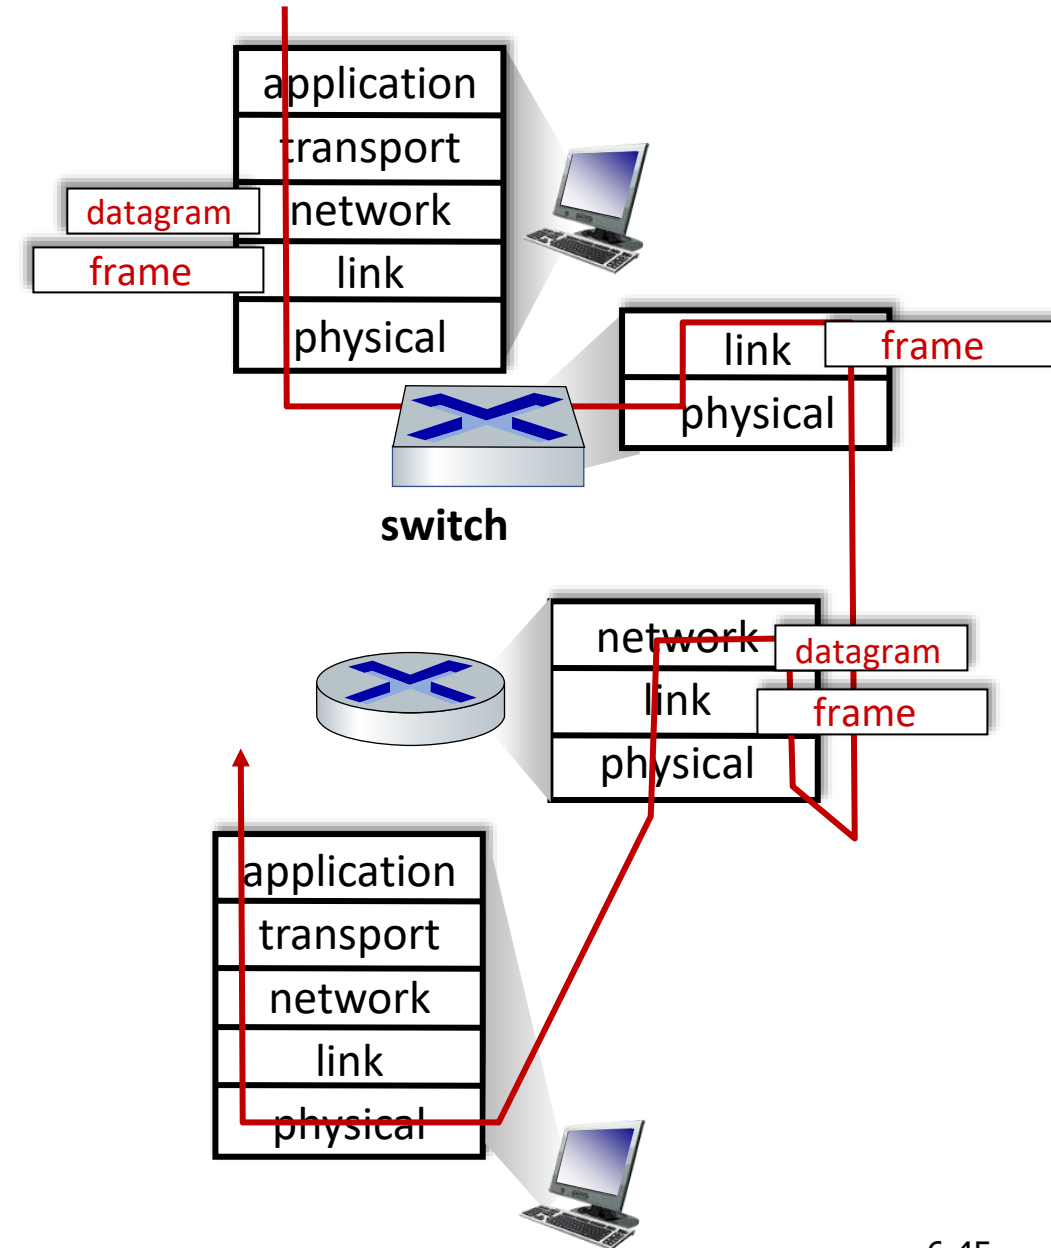 application
transport
datagram
network
frame
link
physical
link
frame
physical
switch
network
datagram
link
frame
physical
application
transport
network
link
physical